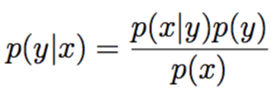 p(y|x) = p(x|y)p(y) / p(x)